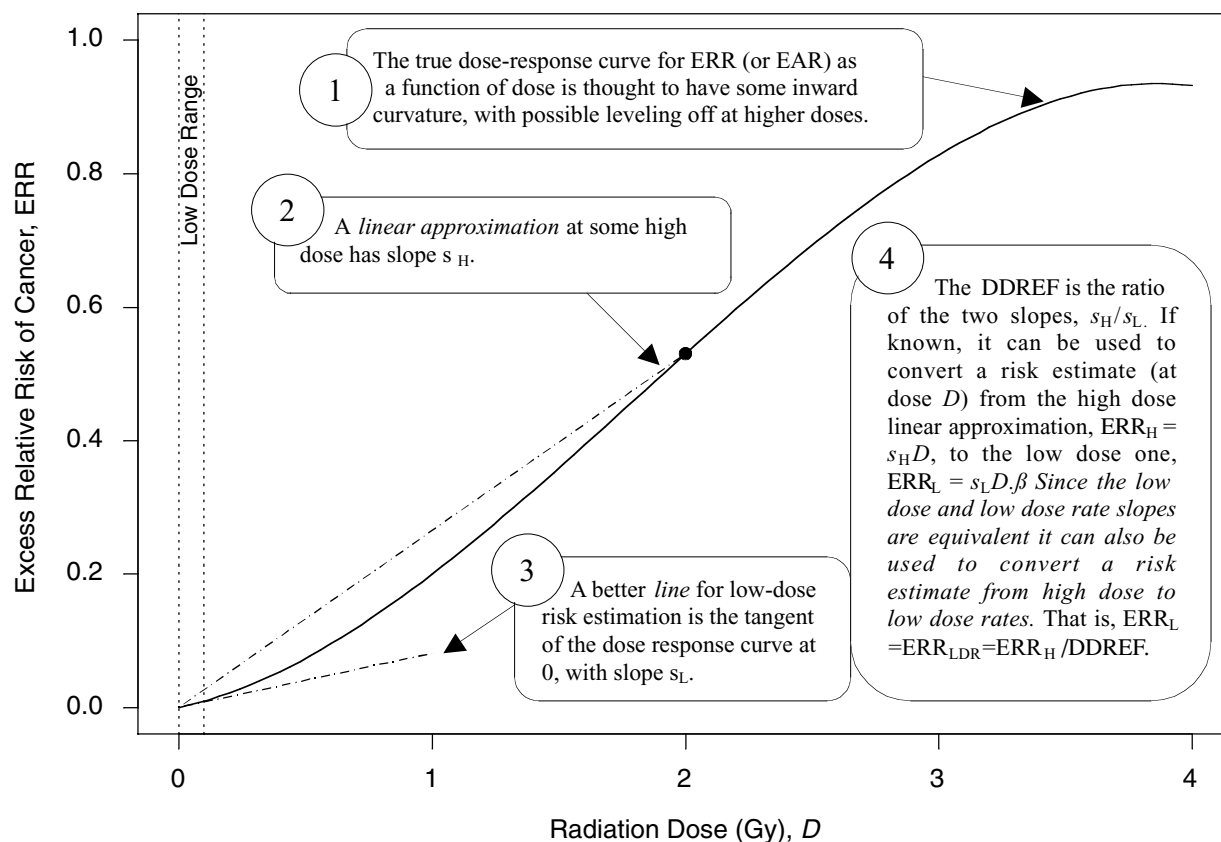 1.0
0.8
0.6
0.4
0.2
0.0
Excess Relative Risk of Cancer, ERR
Low Dose Range
1
The true dose-response curve for ERR (or EAR) as
a function of dose is thought to have some inward
curvature, with possible leveling off at higher doses.
2
A linear approximation at some high
dose has slope s H.
3
A better line for low-dose
risk estimation is the tangent
of the dose response curve at
0, with slope sL.
4
The DDREF is the ratio
of the two slopes, sH/sL. If
known, it can be used to
convert a risk estimate (at
dose D) from the high dose
linear approximation, ERRH =
sHD, to the low dose one,
ERRL = sLD.ß Since the low
dose and low dose rate slopes
are equivalent it can also be
used to convert a risk
estimate from high dose to
low dose rates. That is, ERRL
=ERRLDR=ERRH /DDREF.
0 1 2 3 4
Radiation Dose (Gy), D